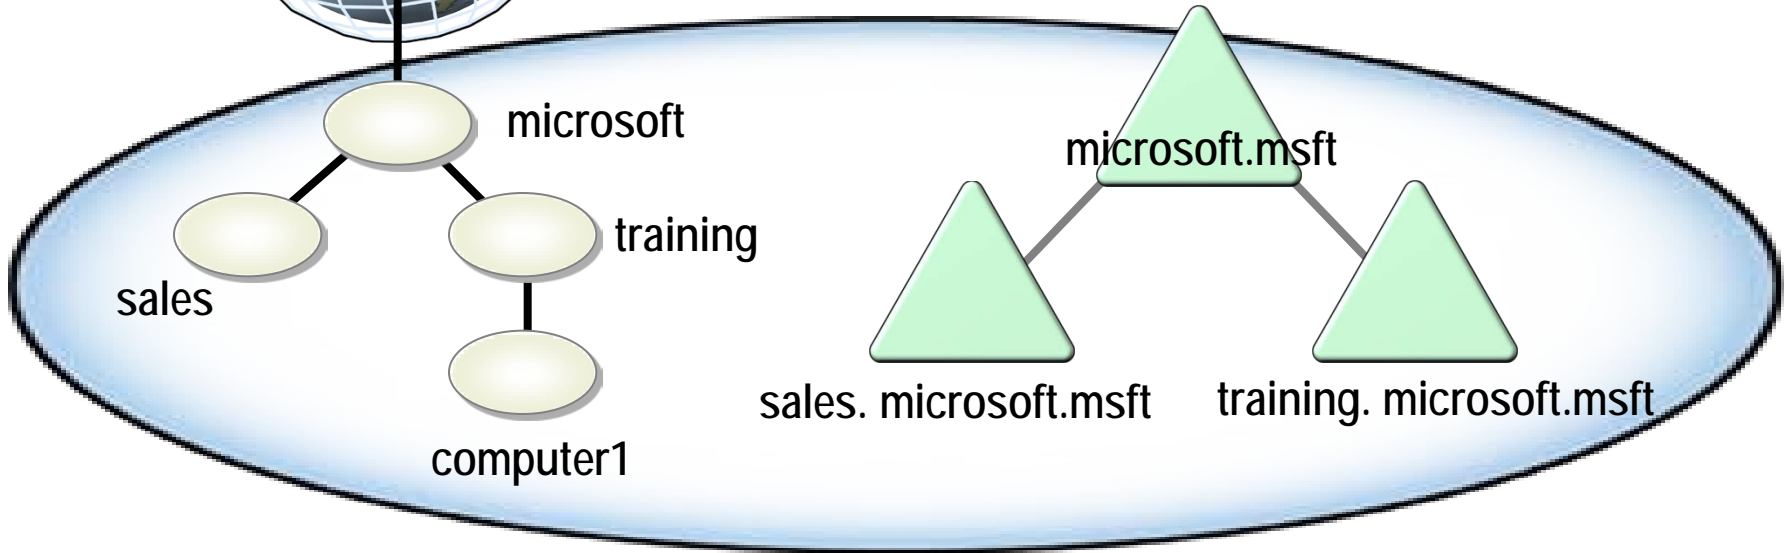 microsoft
microsoft.msft
training
sales
sales. microsoft.msft
training. microsoft.msft
computer1